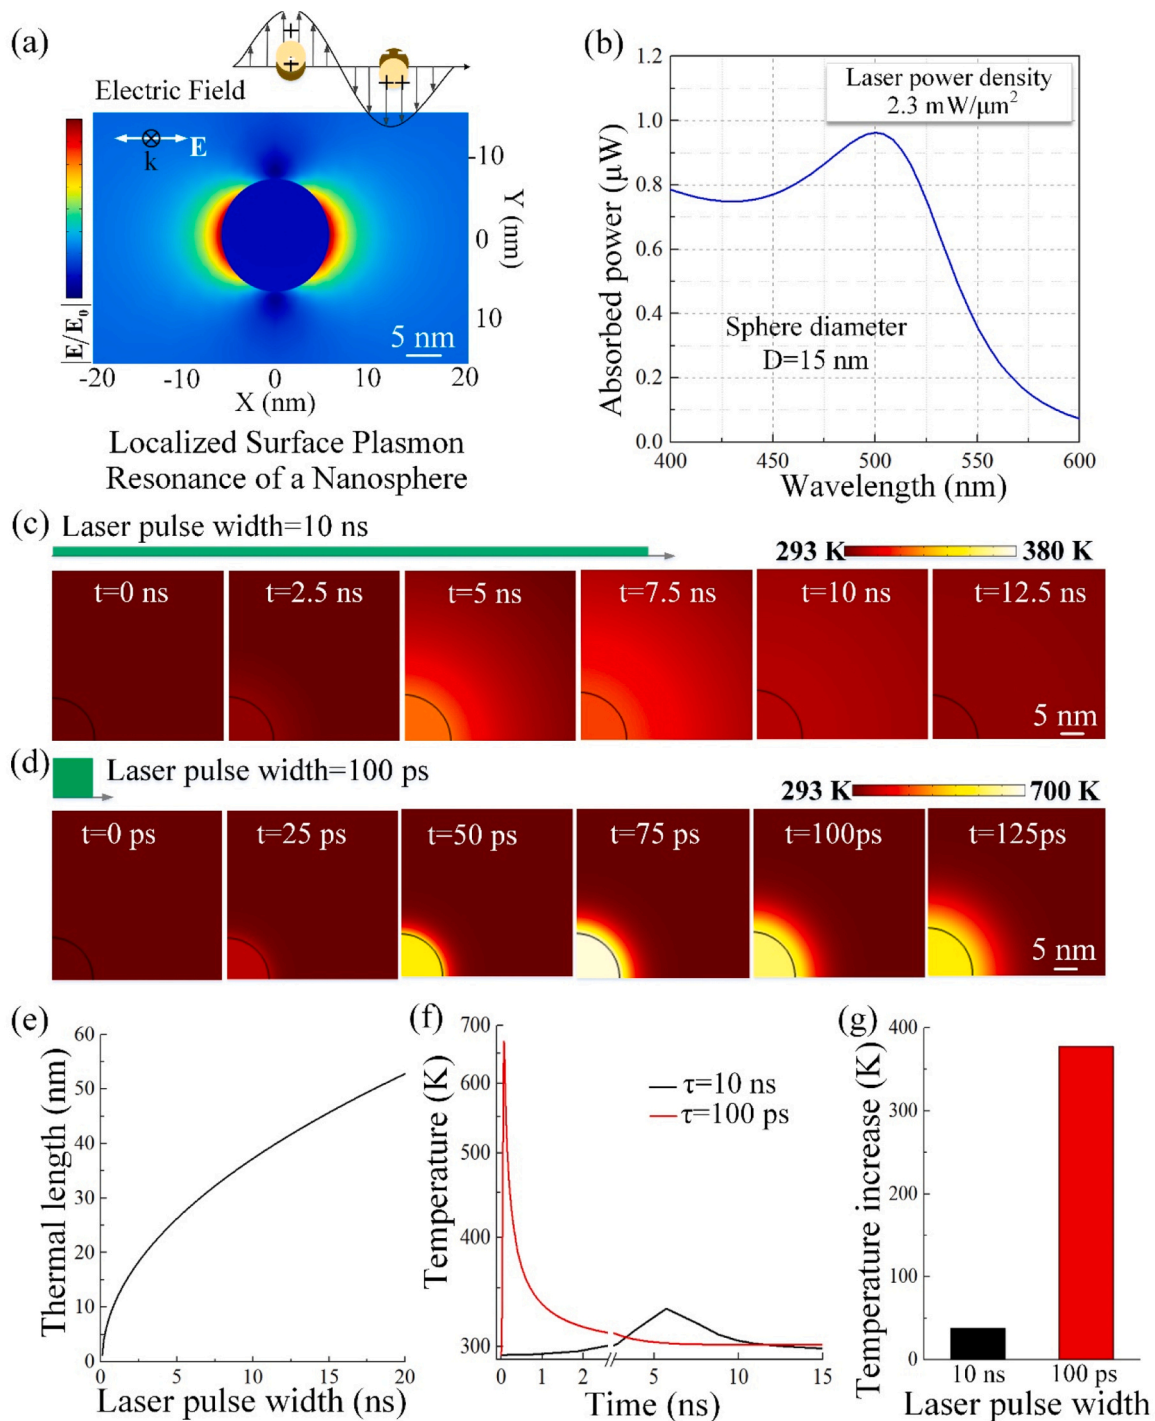 (a)
Electric Field
E
k
|E/E₀|
-20
-10
0
10
20
X (nm)
-10
0
10
Y (nm)
5 nm
Localized Surface Plasmon
Resonance of a Nanosphere
(b)
Laser power density
2.3 mW/μm²
Sphere diameter
D=15 nm
Absorbed power (μW)
1.2
1.0
0.8
0.6
0.4
0.2
0.0
400
450
500
550
600
Wavelength (nm)
(c)
Laser pulse width=10 ns
293 K
380 K
t=0 ns
t=2.5 ns
t=5 ns
t=7.5 ns
t=10 ns
t=12.5 ns
5 nm
(d)
Laser pulse width=100 ps
293 K
700 K
t=0 ps
t=25 ps
t=50 ps
t=75 ps
t=100ps
t=125ps
5 nm
(e)
Thermal length (nm)
60
50
40
30
20
10
0
0
5
10
15
20
Laser pulse width (ns)
(f)
Temperature (K)
700
600
500
400
300
τ=10 ns
τ=100 ps
0
1
2
5
10
15
Time (ns)
(g)
Temperature increase (K)
400
300
200
100
0
10 ns
100 ps
Laser pulse width